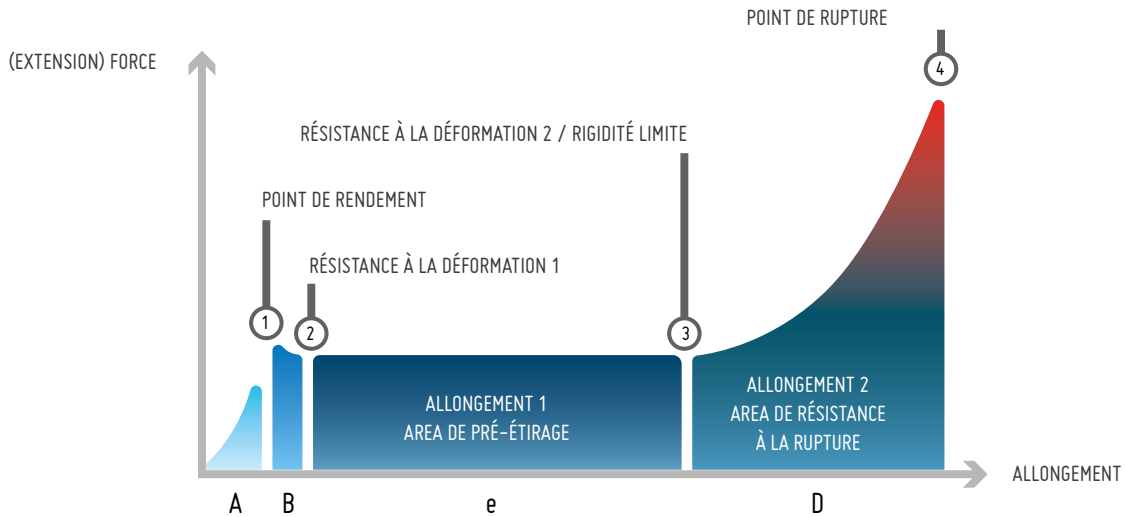 POINT DE RUPTURE
(EXTENSION) FORCE
4
RÉSISTANCE À LA DÉFORMATION 2 / RIGIDITÉ LIMITE
POINT DE RENDEMENT
RÉSISTANCE À LA DÉFORMATION 1
1
2
3
ALLONGEMENT 1
AREA DE PRÉ-ÉTIRAGE
ALLONGEMENT 2
AREA DE RÉSISTANCE
À LA RUPTURE
ALLONGEMENT
A
B
e
D